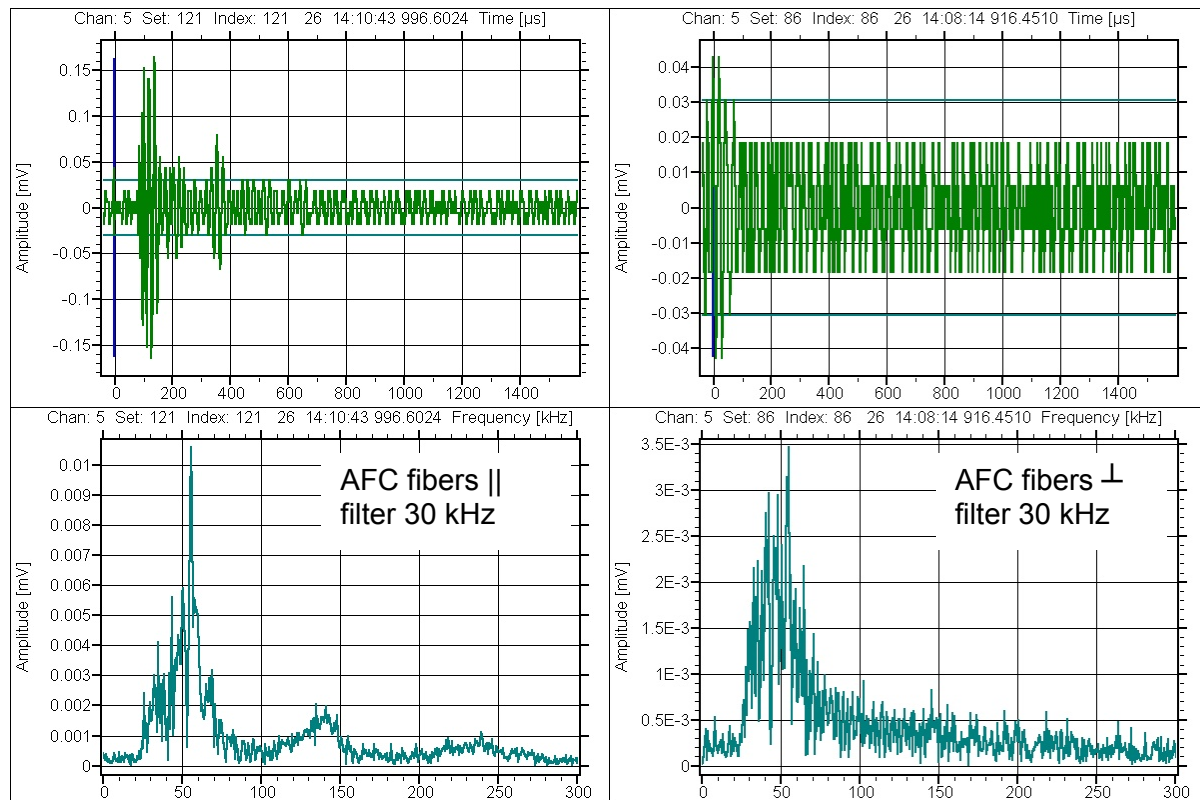 Chan: 5 Set: 121 Index: 121 26 14:10:43 996.6024 Time [µs]
Amplitude [mV]
0.15
0.1
0.05
0
-0.05
-0.1
-0.15
0 200 400 600 800 1000 1200 1400
Chan: 5 Set: 86 Index: 86 26 14:08:14 916.4510 Time [µs]
Amplitude [mV]
0.04
0.03
0.02
0.01
0
-0.01
-0.02
-0.03
-0.04
0 200 400 600 800 1000 1200 1400
Chan: 5 Set: 121 Index: 121 26 14:10:43 996.6024 Frequency [kHz]
Amplitude [mV]
0.01
0.009
0.008
0.007
0.006
0.005
0.004
0.003
0.002
0.001
0
AFC fibers ||
filter 30 kHz
0 50 100 150 200 250 300
Chan: 5 Set: 86 Index: 86 26 14:08:14 916.4510 Frequency [kHz]
Amplitude [mV]
3.5E-3
3E-3
2.5E-3
2E-3
1.5E-3
1E-3
0.5E-3
0
AFC fibers ⊥
filter 30 kHz
0 50 100 150 200 250 300